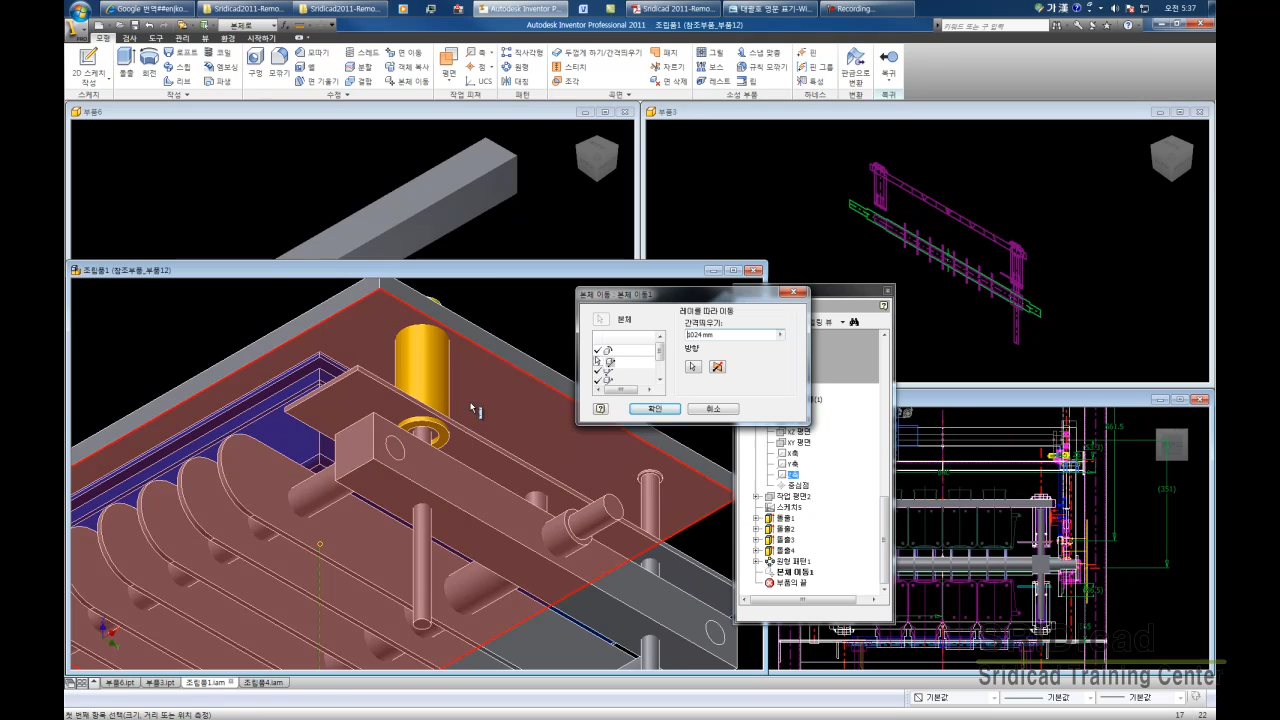 Google 번역##enjko...
Sridicad2011-Remo...
Sridicad2011-Remo...
Autodesk Inventor P...
Sridicad 2011-Remo...
대괄호 영문 표기-Wi...
Recording...
가 漢
오전 5:37
본체로
Autodesk Inventor Professional 2011
조립품1 (참조부품_부품12)
키워드 또는 구 입력
PRO
모형 검사 도구 관리 뷰 환경 시작하기
2D 스케치 작성
돌출
회전
로프트
스윕
리브
코일
엠보싱
파생
구멍
모깎기
모따기
쉘
면 기울기
스레드
분할
결합
면 이동
객체 복사
본체 이동
평면
축
점
UCS
직사각형
원형
대칭
두껍게 하기/간격띄우기
스티치
조각
패치
자르기
면 삭제
그릴
보스
레스트
스냅 맞춤
규칙 모깎기
립
핀
핀 그룹
특성
판금으로 변환
복귀
스케치
작성
수정
작업 피쳐
패턴
곡면
소성 부품
하네스
변환
복귀
부품6
부품3
조립품1 (참조부품_부품12)
본체 이동 : 본체 이동1
본체
레이를 따라 이동
간격띄우기:
1024 mm
방향
확인
취소
XZ 평면
XY 평면
X축
Y축
Z축
중심점
작업 평면2
스케치5
돌출1
돌출2
돌출3
돌출4
원형 패턴1
본체 이동1
부품의 끝
(351)
SRIDIcad
Sridicad Training Center
부품6.ipt
부품3.ipt
조립품1.iam
조립품4.iam
기본값
기본값
기본값
첫 번째 항목 선택(크기, 거리 또는 위치 측정)
17 22